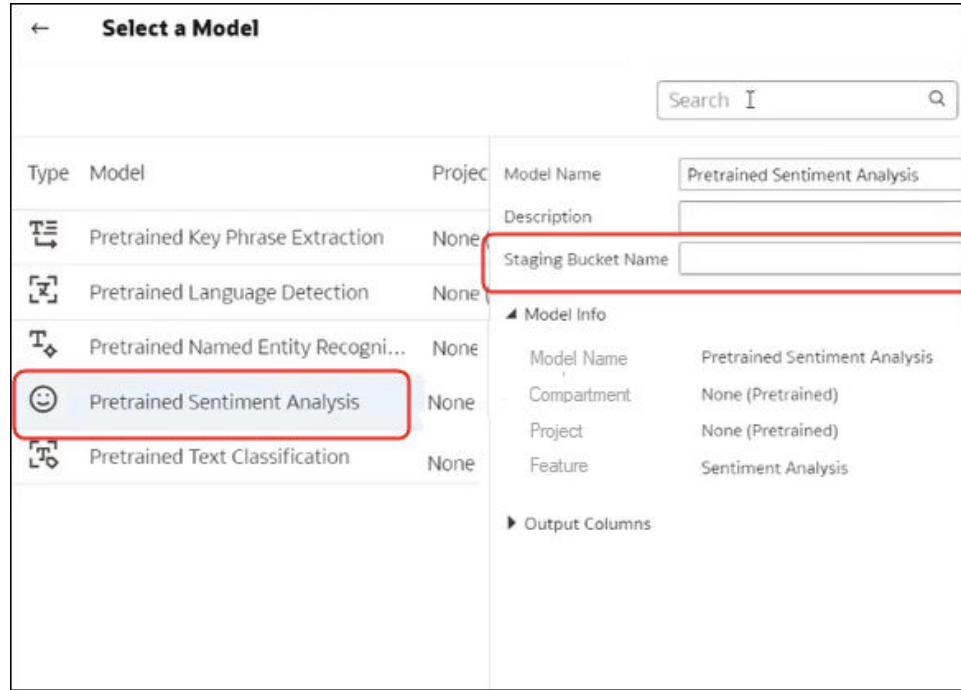 ← Select a Model
Search
Type Model Projec
Pretrained Key Phrase Extraction None (
Pretrained Language Detection None (
Pretrained Named Entity Recogni... None
Pretrained Sentiment Analysis None
Pretrained Text Classification None
Model Name Pretrained Sentiment Analysis
Description
Staging Bucket Name
Model Info
Model Name Pretrained Sentiment Analysis
Compartment None (Pretrained)
Project None (Pretrained)
Feature Sentiment Analysis
Output Columns